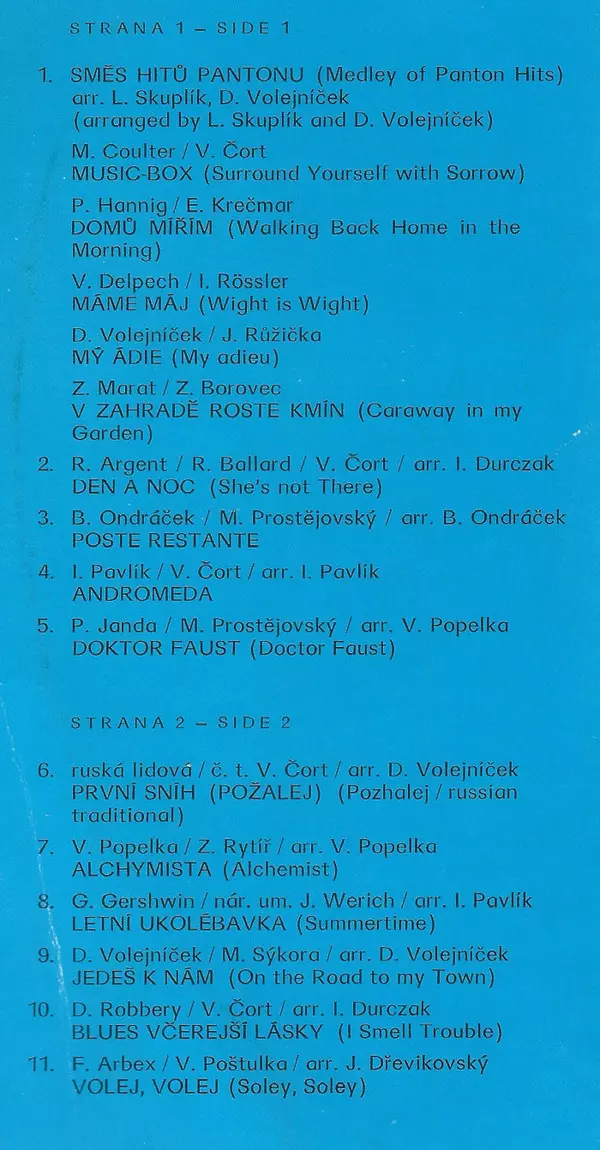 STRANA 1 – SIDE 1
1. SMĚS HITŮ PANTONU (Medley of Panton Hits)
arr. L. Skuplík, D. Volejníček
(arranged by L. Skuplík and D. Volejníček)
M. Coulter / V. Čort
MUSIC-BOX (Surround Yourself with Sorrow)
P. Hannig / E. Krečmar
DOMŮ MÍŘÍM (Walking Back Home in the
Morning)
V. Delpech / I. Rössler
MÁME MÁJ (Wight is Wight)
D. Volejníček / J. Růžička
MÝ ÁDIE (My adieu)
Z. Marat / Z. Borovec
V ZAHRADĚ ROSTE KMÍN (Caraway in my
Garden)
2. R. Argent / R. Ballard / V. Čort / arr. I. Durczak
DEN A NOC (She's not There)
3. B. Ondráček / M. Prostějovský / arr. B. Ondráček
POSTE RESTANTE
4. I. Pavlík / V. Čort / arr. I. Pavlík
ANDROMEDA
5. P. Janda / M. Prostějovský / arr. V. Popelka
DOKTOR FAUST (Doctor Faust)
STRANA 2 – SIDE 2
6. ruská lidová / č. t. V. Čort / arr. D. Volejníček
PRVNÍ SNÍH (POŽALEJ) (Pozhalej / russian
traditional)
7. V. Popelka / Z. Rytíř / arr. V. Popelka
ALCHYMISTA (Alchemist)
8. G. Gershwin / nár. um. J. Werich / arr. I. Pavlík
LETNÍ UKOLÉBAVKA (Summertime)
9. D. Volejníček / M. Sýkora / arr. D. Volejníček
JEDEŠ K NÁM (On the Road to my Town)
10. D. Robbery / V. Čort / arr. I. Durczak
BLUES VČEREJŠÍ LÁSKY (I Smell Trouble)
11. F. Arbex / V. Poštulka / arr. J. Dřevikovský
VOLEJ, VOLEJ (Soley, Soley)